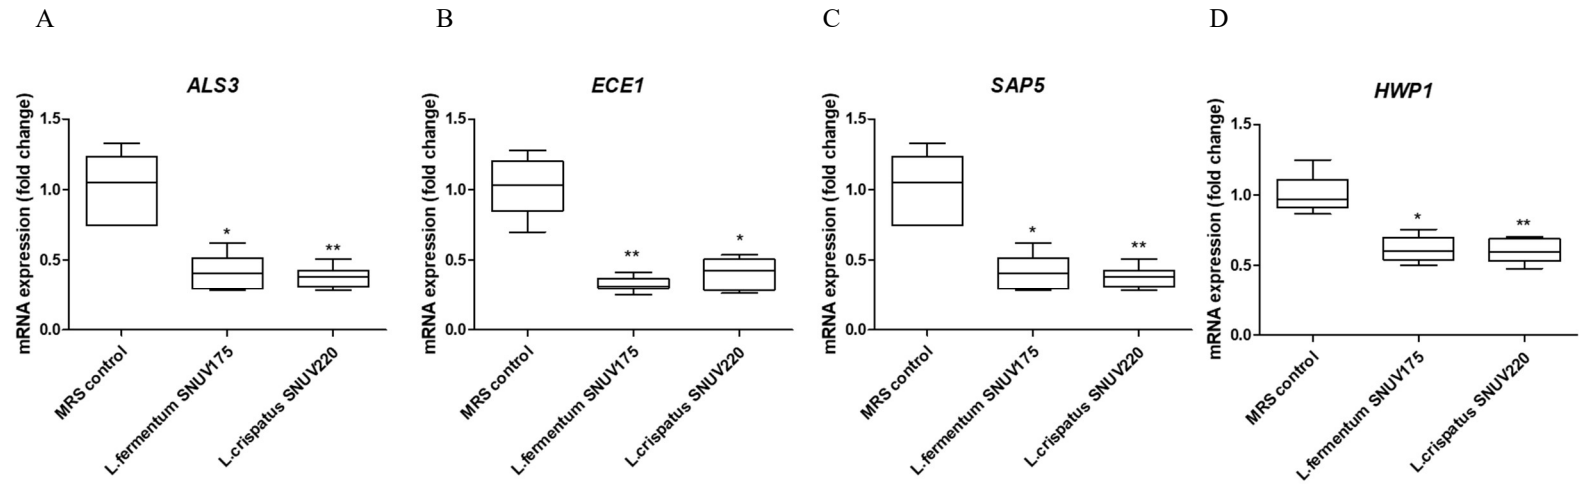 A
B
C
D
ALS3
mRNA expression (fold change)
1.5
1.0
0.5
0.0
*
**
MRS control
L.fermentum SNUV175
L.crispatus SNUV220
ECE1
mRNA expression (fold change)
1.5
1.0
0.5
0.0
**
*
MRS control
L.fermentum SNUV175
L.crispatus SNUV220
SAP5
mRNA expression (fold change)
1.5
1.0
0.5
0.0
*
**
MRS control
L.fermentum SNUV175
L.crispatus SNUV220
HWP1
mRNA expression (fold change)
1.5
1.0
0.5
0.0
*
**
MRS control
L.fermentum SNUV175
L.crispatus SNUV220